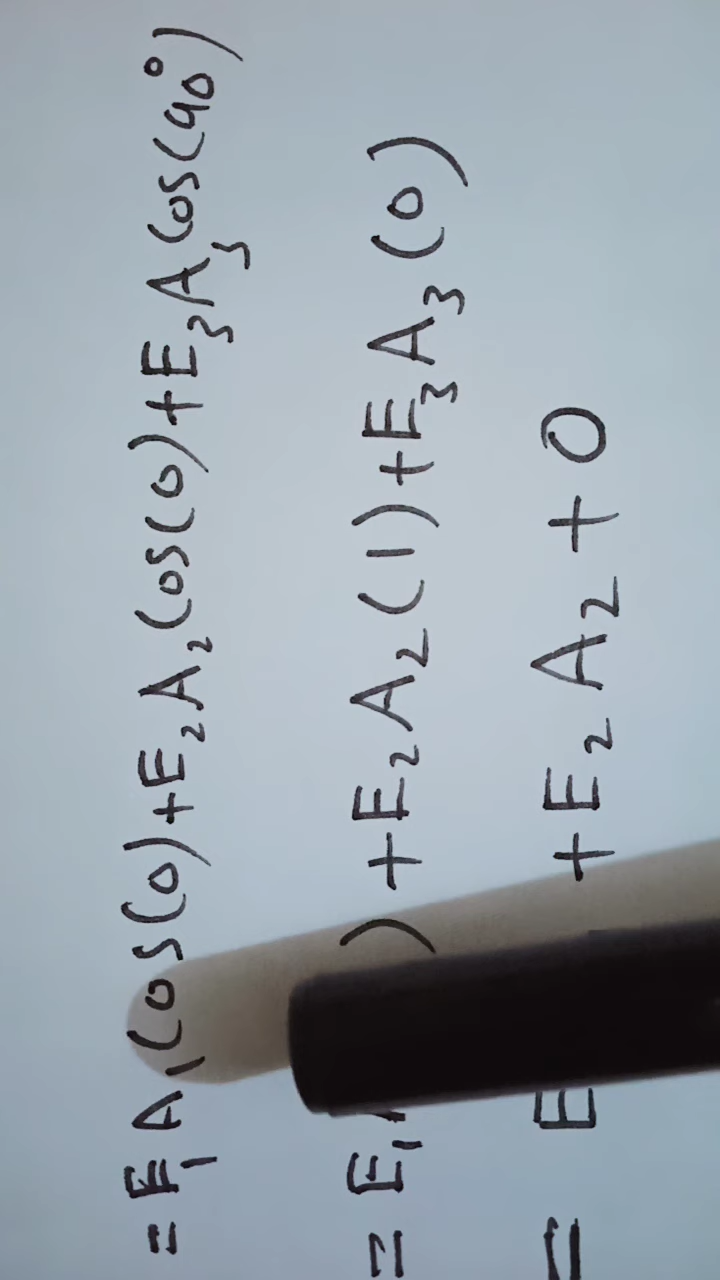 = E₁A₁Cos(0)+E₂A₂Cos(0)+E₃A₃Cos(90°)
= E₁ ) +E₂A₂(1)+E₃A₃(0)
= E +E₂A₂+0